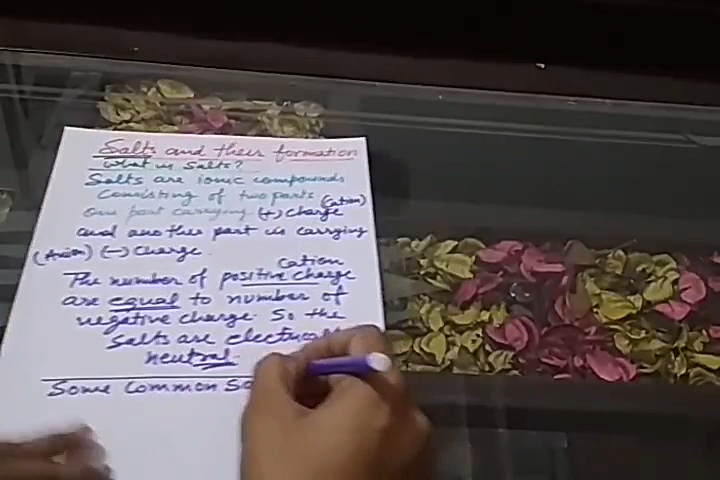 Salts and their formation
What is Salts?
Salts are ionic compounds
Consisting of two parts
(Cation)
One part carrying (+) charge
and another part is carrying
(Anion) (-) charge.
cation
The number of positive charge
are equal to number of
negative charge. So the
Salts are electrically
neutral.
Some Common Sa